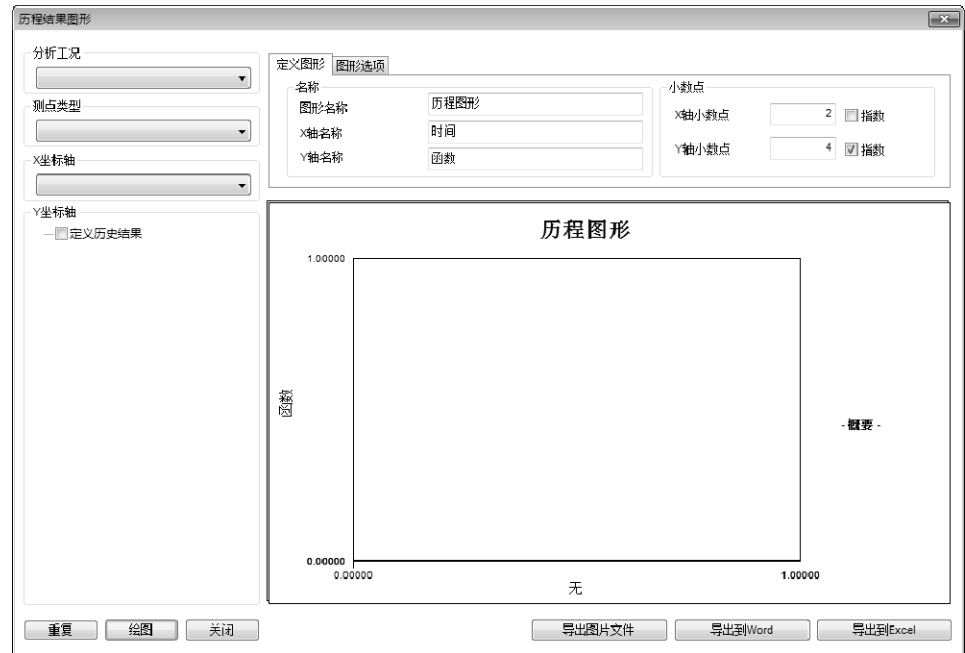 历程结果图形
分析工况
测点类型
X坐标轴
Y坐标轴
定义历史结果
定义图形 图形选项
名称
图形名称 历程图形
X轴名称 时间
Y轴名称 函数
小数点
X轴小数点 2 指数
Y轴小数点 4 指数
历程图形
1.00000
函数
- 概要 -
0.00000
0.00000 1.00000
无
重复 绘图 关闭 导出图片文件 导出到Word 导出到Excel